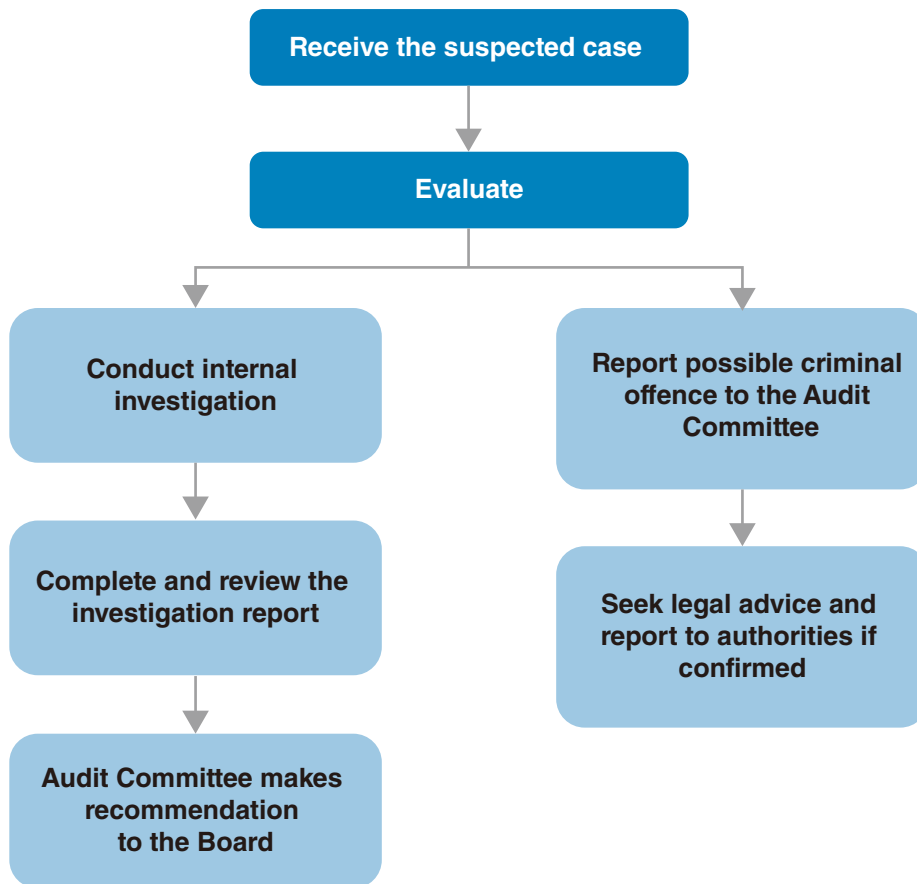 Receive the suspected case
Evaluate
Conduct internal
investigation
Complete and review the
investigation report
Audit Committee makes
recommendation
to the Board
Report possible criminal
offence to the Audit
Committee
Seek legal advice and
report to authorities if
confirmed